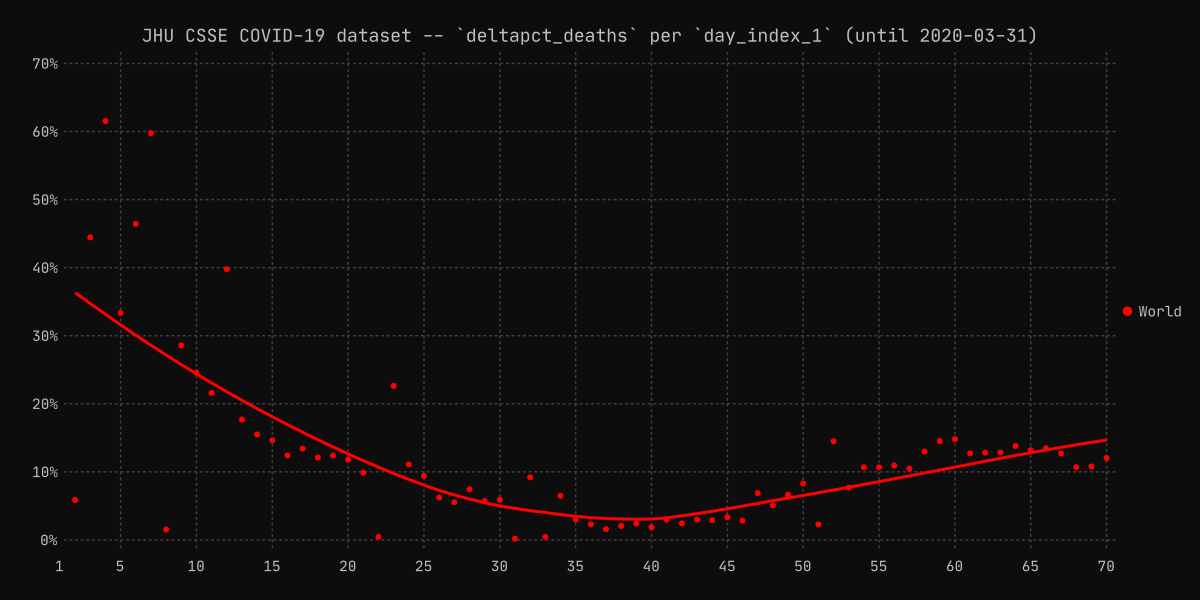 JHU CSSE COVID-19 dataset -- `deltapct_deaths` per `day_index_1` (until 2020-03-31)
70%
60%
50%
40%
30%
20%
10%
0%
World
1 5 10 15 20 25 30 35 40 45 50 55 60 65 70